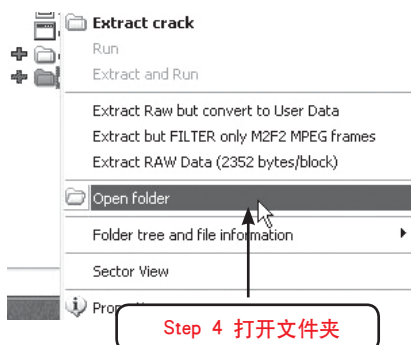 Extract crack
Run
Extract and Run
Extract Raw but convert to User Data
Extract but FILTER only M2F2 MPEG frames
Extract RAW Data (2352 bytes/block)
Open folder
Folder tree and file information
Sector View
Step 4 打开文件夹